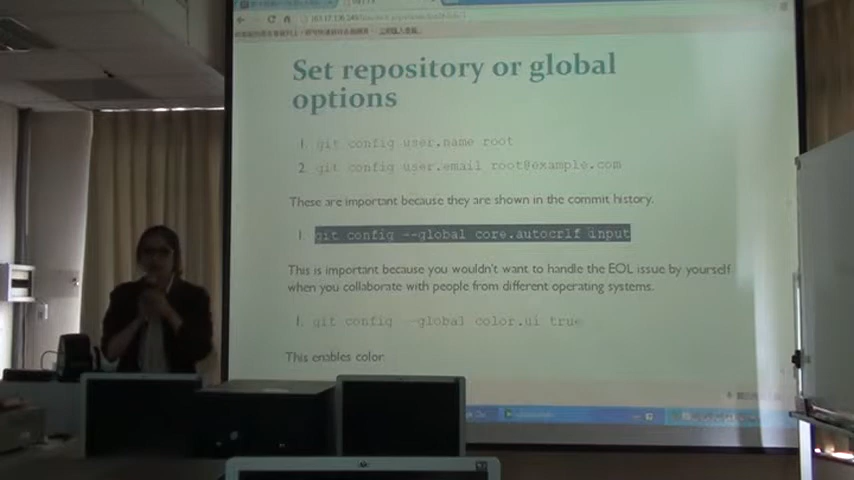 Set repository or global
options
1. git config user.name root
2. git config user.email root@example.com
These are important because they are shown in the commit history.
1. git config --global core.autocrlf input
This is important because you wouldn't want to handle the EOL issue by yourself
when you collaborate with people from different operating systems.
1. git config --global color.ui true
This enables color